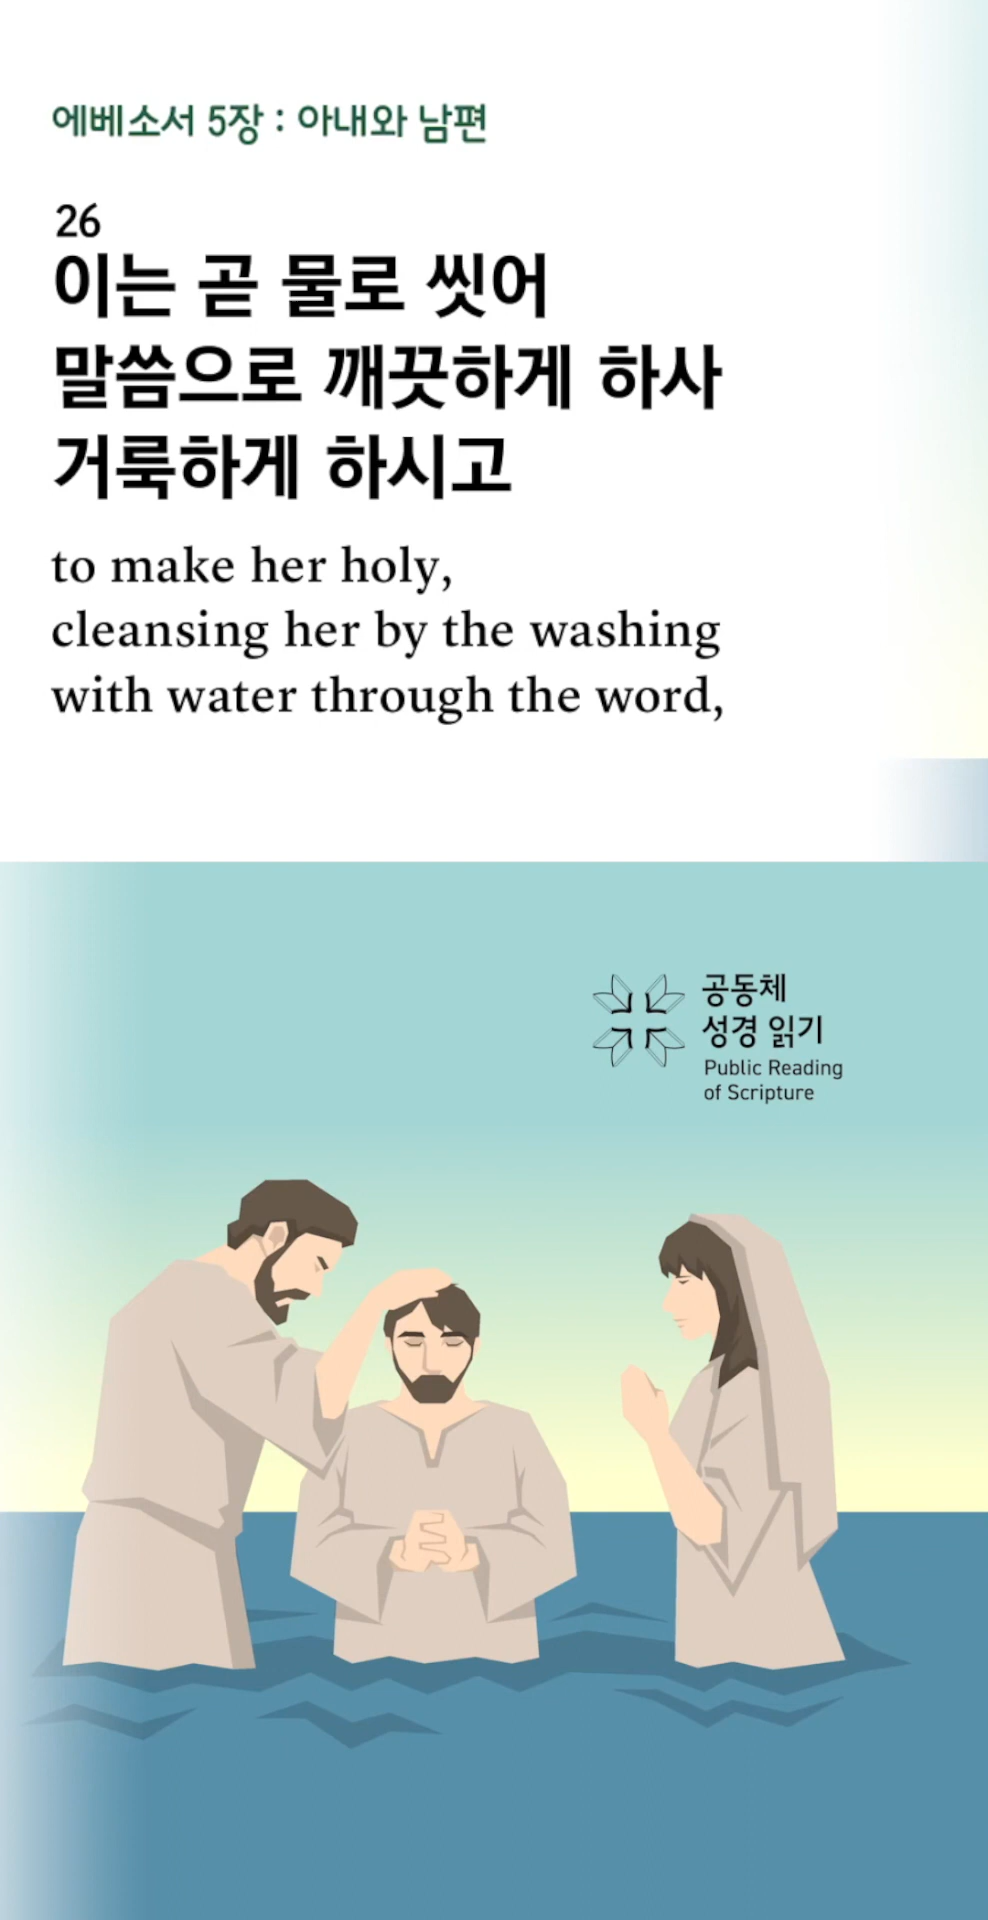 에베소서 5장 : 아내와 남편
26
이는 곧 물로 씻어
말씀으로 깨끗하게 하사
거룩하게 하시고
to make her holy,
cleansing her by the washing
with water through the word,
공동체
성경 읽기
Public Reading
of Scripture